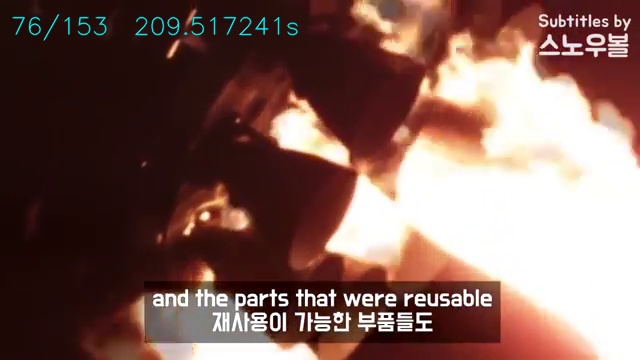 76/153 209.517241s
Subtitles by
스노우볼
and the parts that were reusable
재사용이 가능한 부품들도